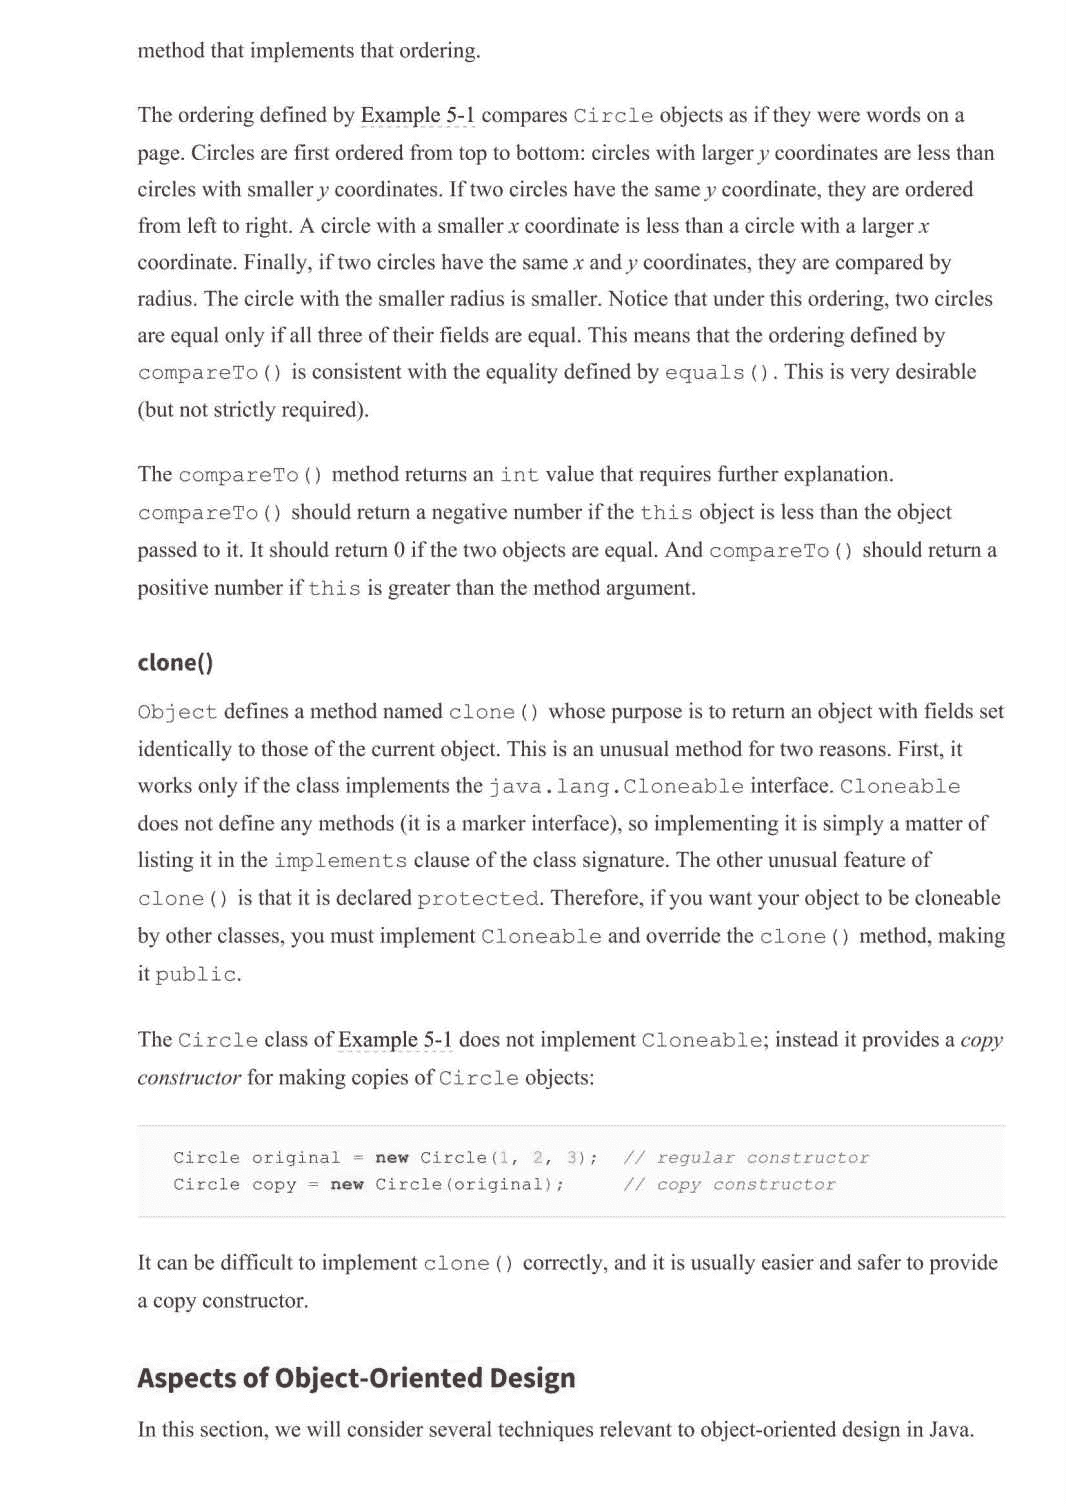 method that implements that ordering.
The ordering defined by Example 5-1 compares Circle objects as if they were words on a
page. Circles are first ordered from top to bottom: circles with larger y coordinates are less than
circles with smaller y coordinates. If two circles have the same y coordinate, they are ordered
from left to right. A circle with a smaller x coordinate is less than a circle with a larger x
coordinate. Finally, if two circles have the same x and y coordinates, they are compared by
radius. The circle with the smaller radius is smaller. Notice that under this ordering, two circles
are equal only if all three of their fields are equal. This means that the ordering defined by
compareTo() is consistent with the equality defined by equals(). This is very desirable
(but not strictly required).
The compareTo() method returns an int value that requires further explanation.
compareTo() should return a negative number if the this object is less than the object
passed to it. It should return 0 if the two objects are equal. And compareTo() should return a
positive number if this is greater than the method argument.
clone()
Object defines a method named clone() whose purpose is to return an object with fields set
identically to those of the current object. This is an unusual method for two reasons. First, it
works only if the class implements the java.lang.Cloneable interface. Cloneable
does not define any methods (it is a marker interface), so implementing it is simply a matter of
listing it in the implements clause of the class signature. The other unusual feature of
clone() is that it is declared protected. Therefore, if you want your object to be cloneable
by other classes, you must implement Cloneable and override the clone() method, making
it public.
The Circle class of Example 5-1 does not implement Cloneable; instead it provides a copy
constructor for making copies of Circle objects:
Circle original = new Circle(1, 2, 3);  // regular constructor
Circle copy = new Circle(original);     // copy constructor
It can be difficult to implement clone() correctly, and it is usually easier and safer to provide
a copy constructor.
Aspects of Object-Oriented Design
In this section, we will consider several techniques relevant to object-oriented design in Java.